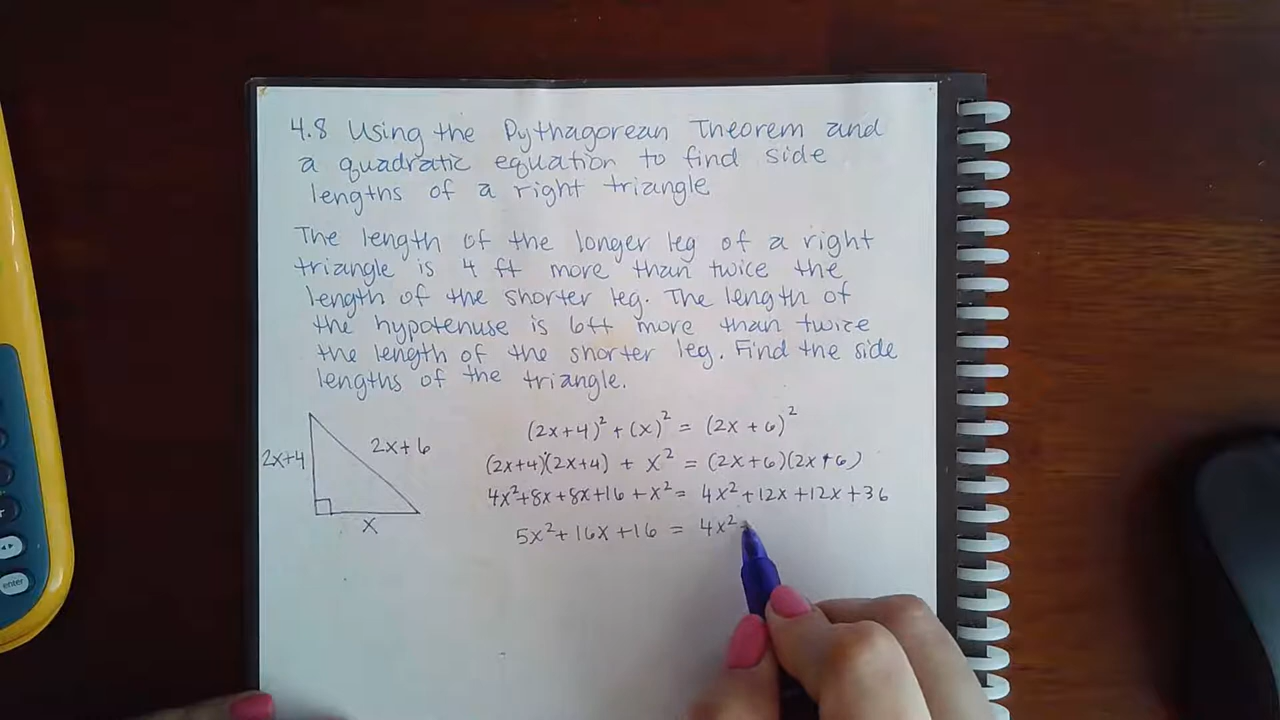 4.8 Using the Pythagorean Theorem and
a quadratic equation to find side
lengths of a right triangle
The length of the longer leg of a right
triangle is 4 ft more than twice the
length of the shorter leg. The length of
the hypotenuse is 6ft more than twice
the length of the shorter leg. Find the side
lengths of the triangle.
2x+4
2x+6
x
(2x+4)² + (x)² = (2x+6)²
(2x+4)(2x+4) + x² = (2x+6)(2x+6)
4x²+8x+8x+16+x² = 4x²+12x+12x+36
5x²+16x+16 = 4x²
enter